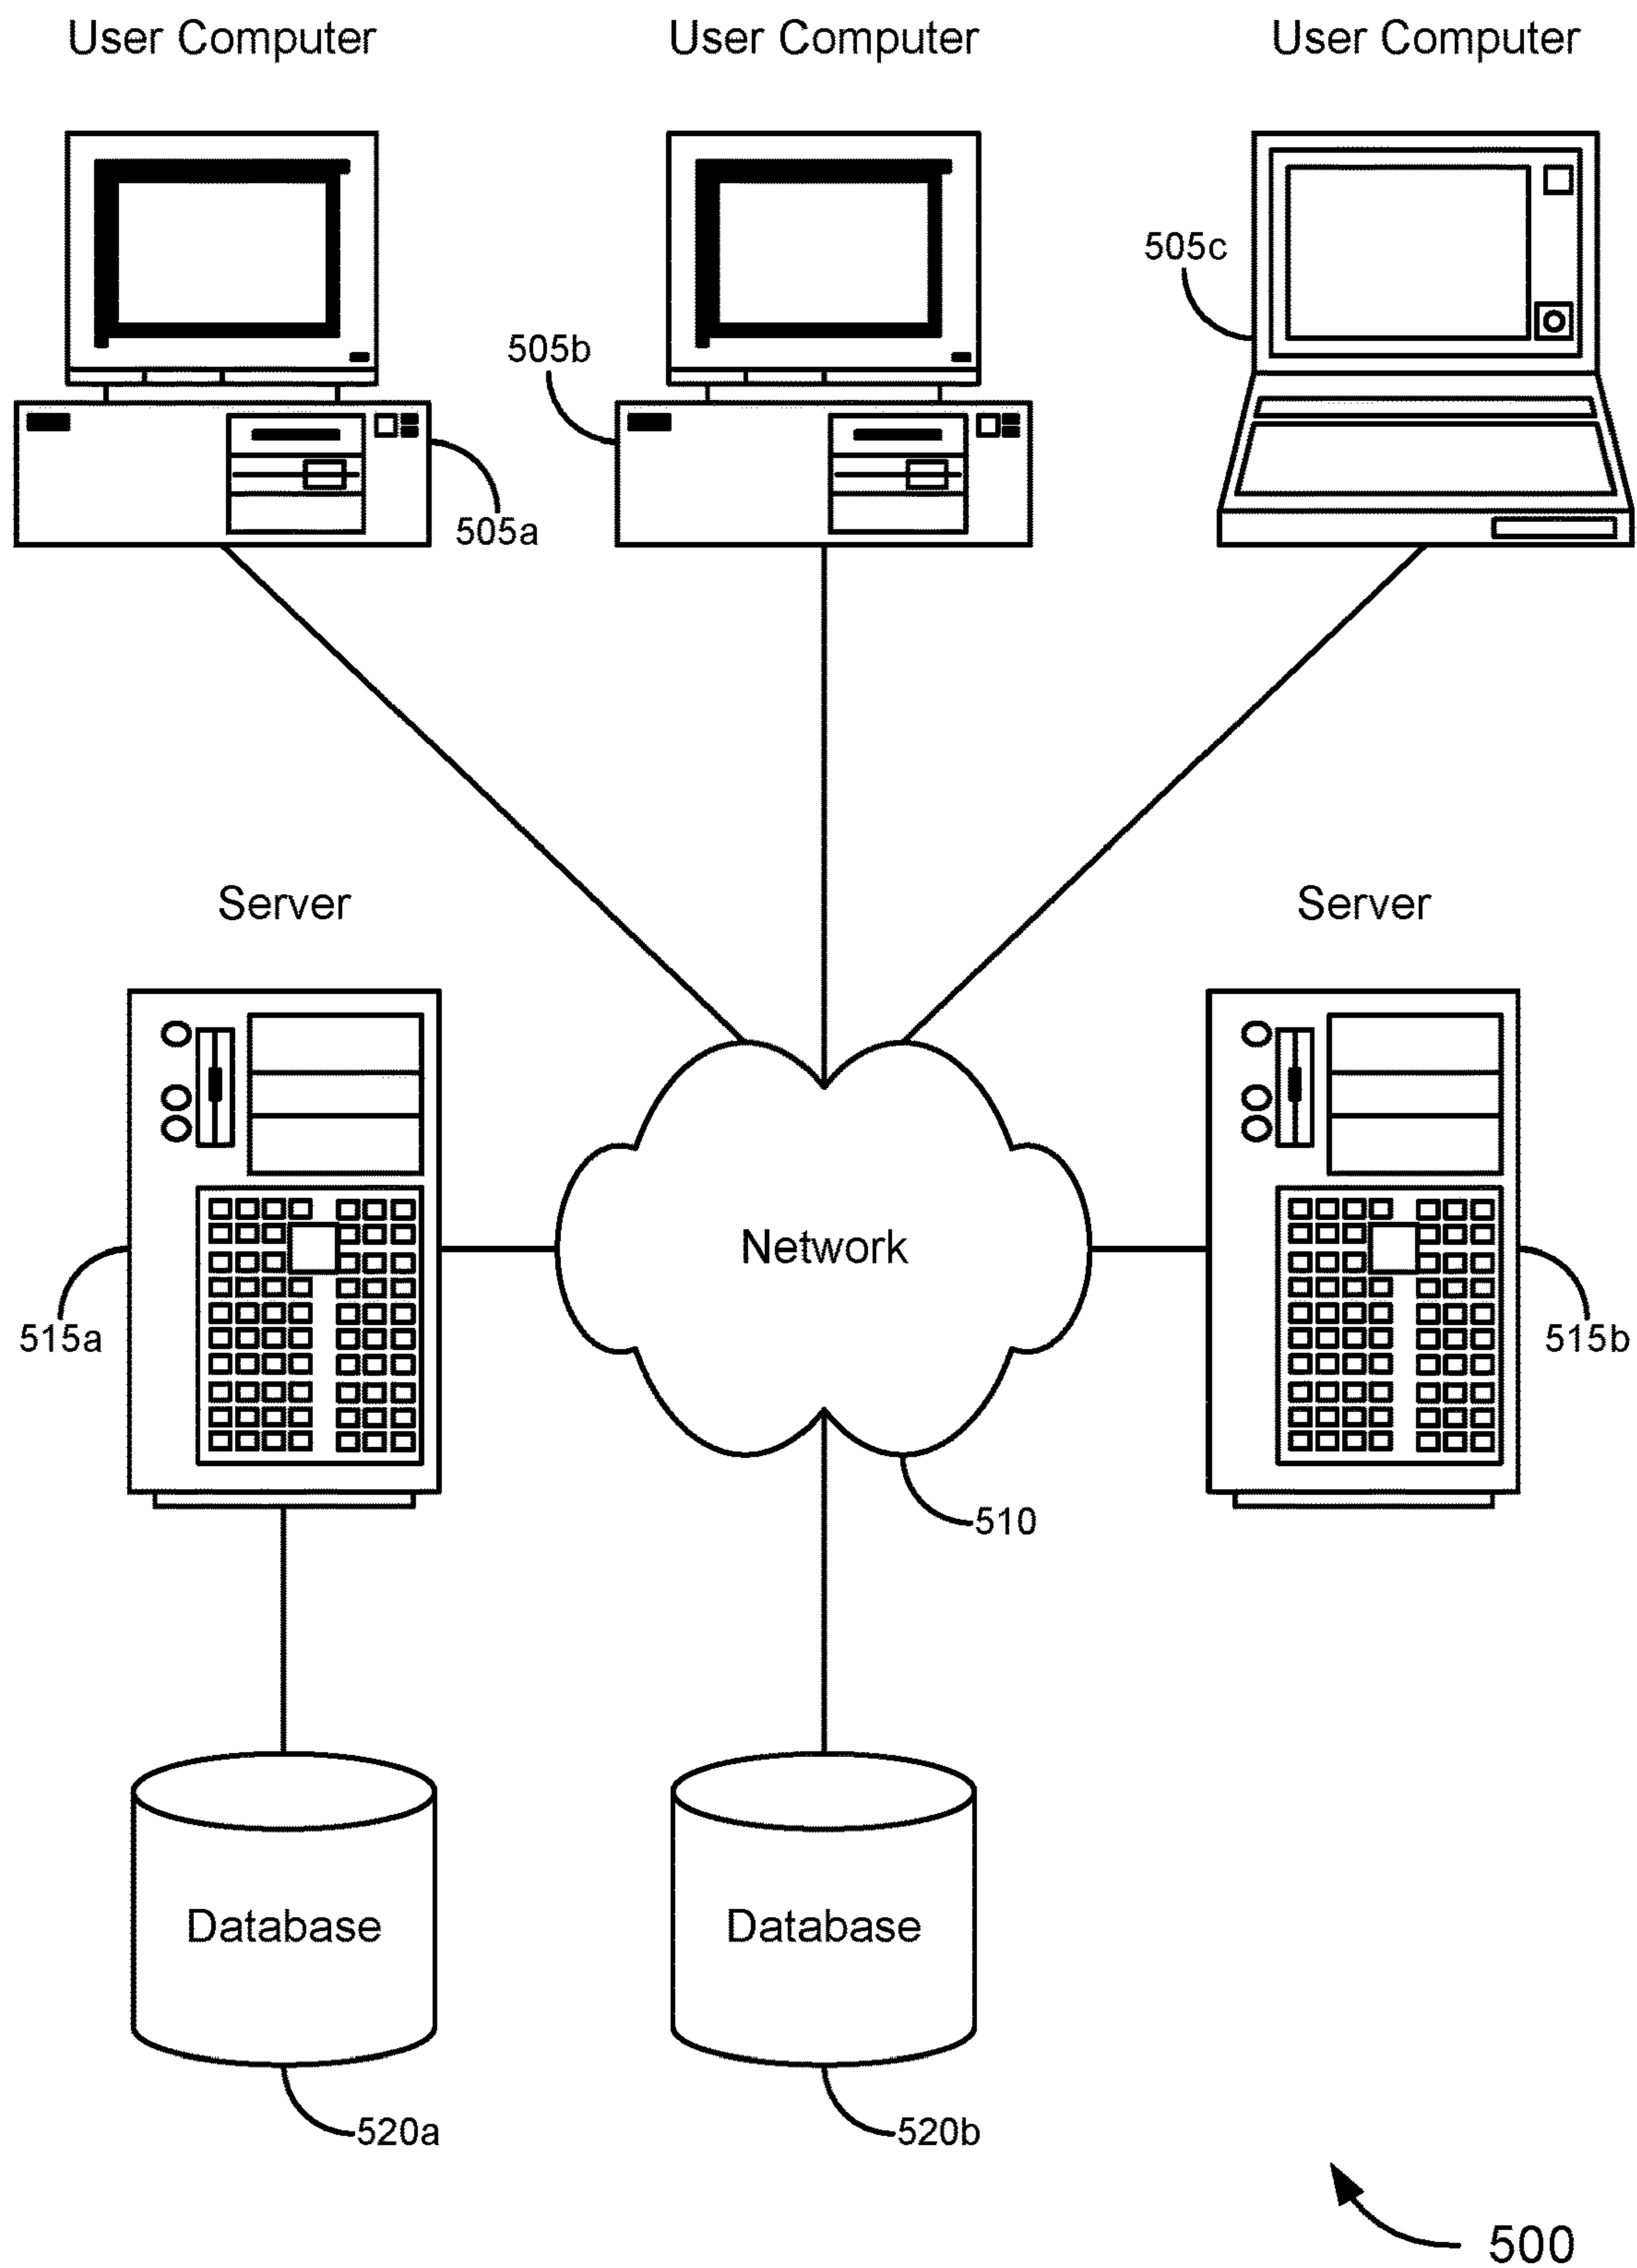 User Computer
User Computer
User Computer
505c
505b
505a
Server
Server
Network
515a
515b
510
Database
Database
520a
520b
500